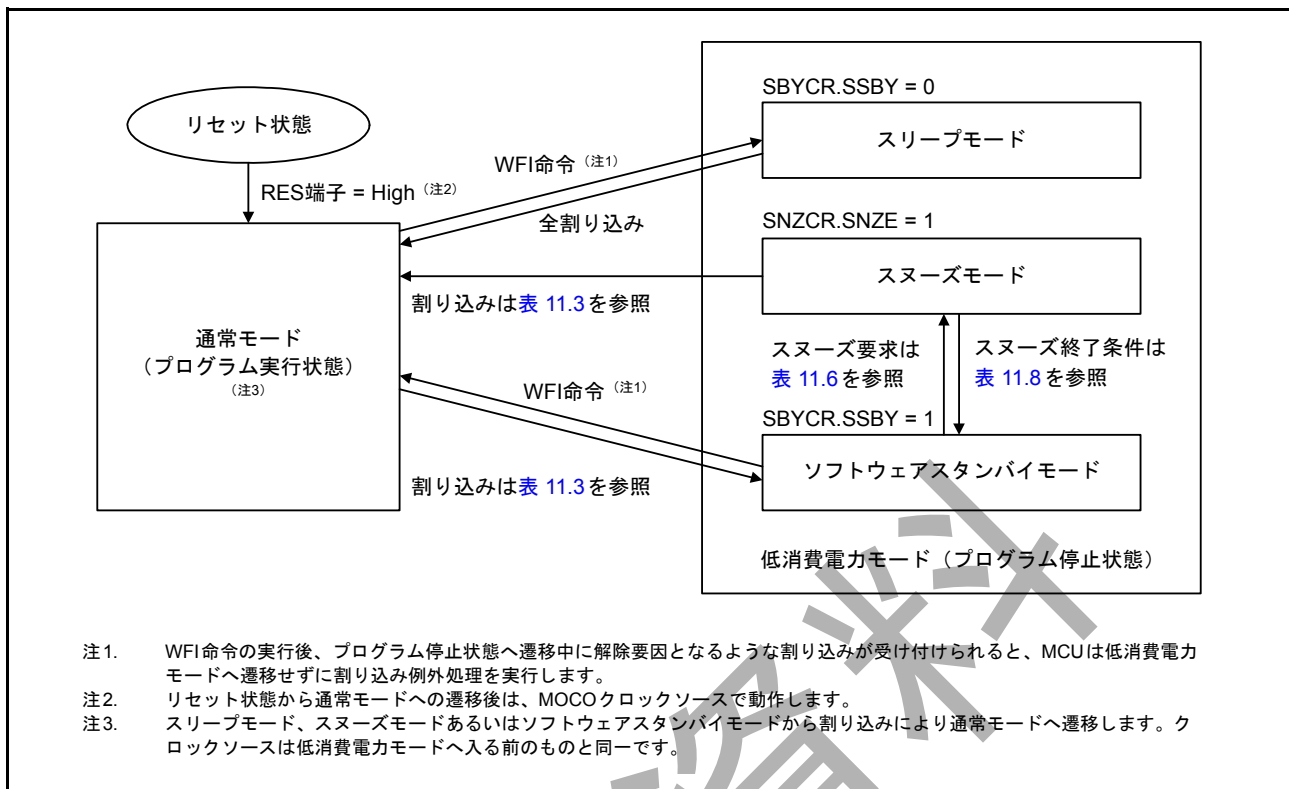 リセット状態
RES端子 = High（注2）
通常モード
（プログラム実行状態）
（注3）
WFI命令（注1）
全割り込み
割り込みは表 11.3を参照
WFI命令（注1）
割り込みは表 11.3を参照
SBYCR.SSBY = 0
スリープモード
SNZCR.SNZE = 1
スヌーズモード
スヌーズ要求は
表 11.6を参照
スヌーズ終了条件は
表 11.8を参照
SBYCR.SSBY = 1
ソフトウェアスタンバイモード
低消費電力モード（プログラム停止状態）
注1. WFI命令の実行後、プログラム停止状態へ遷移中に解除要因となるような割り込みが受け付けられると、MCUは低消費電力
モードへ遷移せずに割り込み例外処理を実行します。
注2. リセット状態から通常モードへの遷移後は、MOCOクロックソースで動作します。
注3. スリープモード、スヌーズモードあるいはソフトウェアスタンバイモードから割り込みにより通常モードへ遷移します。ク
ロックソースは低消費電力モードへ入る前のものと同一です。
資料